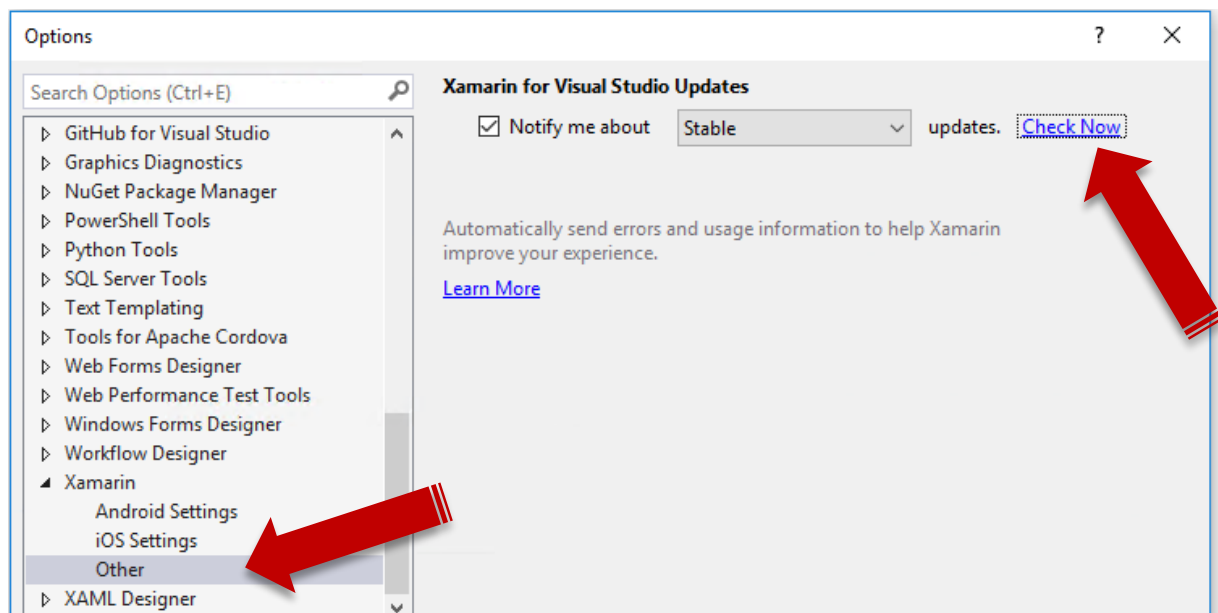 Options
?
Search Options (Ctrl+E)
GitHub for Visual Studio
Graphics Diagnostics
NuGet Package Manager
PowerShell Tools
Python Tools
SQL Server Tools
Text Templating
Tools for Apache Cordova
Web Forms Designer
Web Performance Test Tools
Windows Forms Designer
Workflow Designer
Xamarin
Android Settings
iOS Settings
Other
XAML Designer
Xamarin for Visual Studio Updates
Notify me about Stable updates. Check Now
Automatically send errors and usage information to help Xamarin
improve your experience.
Learn More